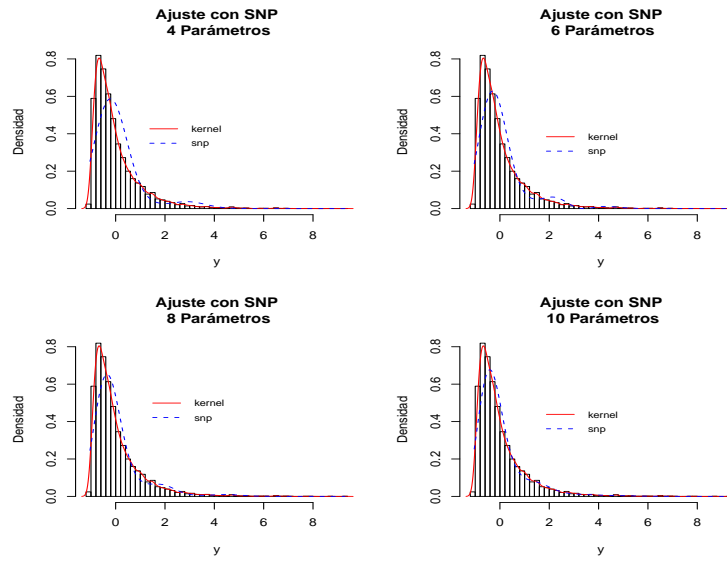 Ajuste con SNP
4 Parámetros
Densidad
0.0 0.2 0.4 0.6 0.8
kernel
snp
0 2 4 6 8
y
Ajuste con SNP
6 Parámetros
Densidad
0.0 0.2 0.4 0.6 0.8
kernel
snp
0 2 4 6 8
y
Ajuste con SNP
8 Parámetros
Densidad
0.0 0.2 0.4 0.6 0.8
kernel
snp
0 2 4 6 8
y
Ajuste con SNP
10 Parámetros
Densidad
0.0 0.2 0.4 0.6 0.8
kernel
snp
0 2 4 6 8
y